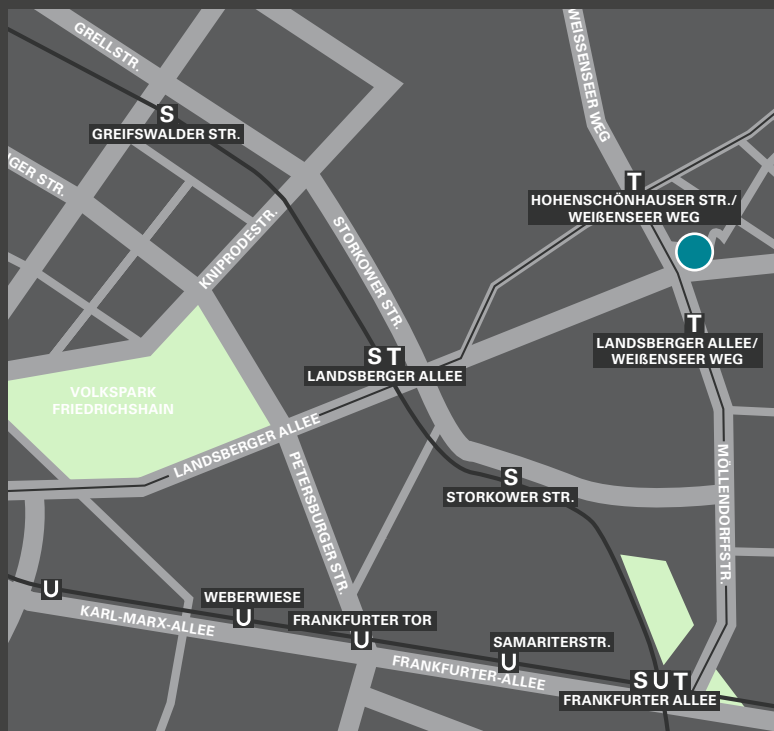 GRELLSTR.
WEISSENSEER WEG
S
GREIFSWALDER STR.
IGER STR.
T
HOHENSCHÖNHAUSER STR./
WEIßENSEER WEG
KNIPRODESTR.
STORKOWER STR.
T
LANDSBERGER ALLEE/
WEIßENSEER WEG
S T
LANDSBERGER ALLEE
VOLKSPARK
FRIEDRICHSHAIN
LANDSBERGER ALLEE
PETERSBURGER STR.
S
STORKOWER STR.
MÖLLENDORFFSTR.
U
WEBERWIESE
U
KARL-MARX-ALLEE
FRANKFURTER TOR
U
SAMARITERSTR.
U
FRANKFURTER-ALLEE
S U T
FRANKFURTER ALLEE